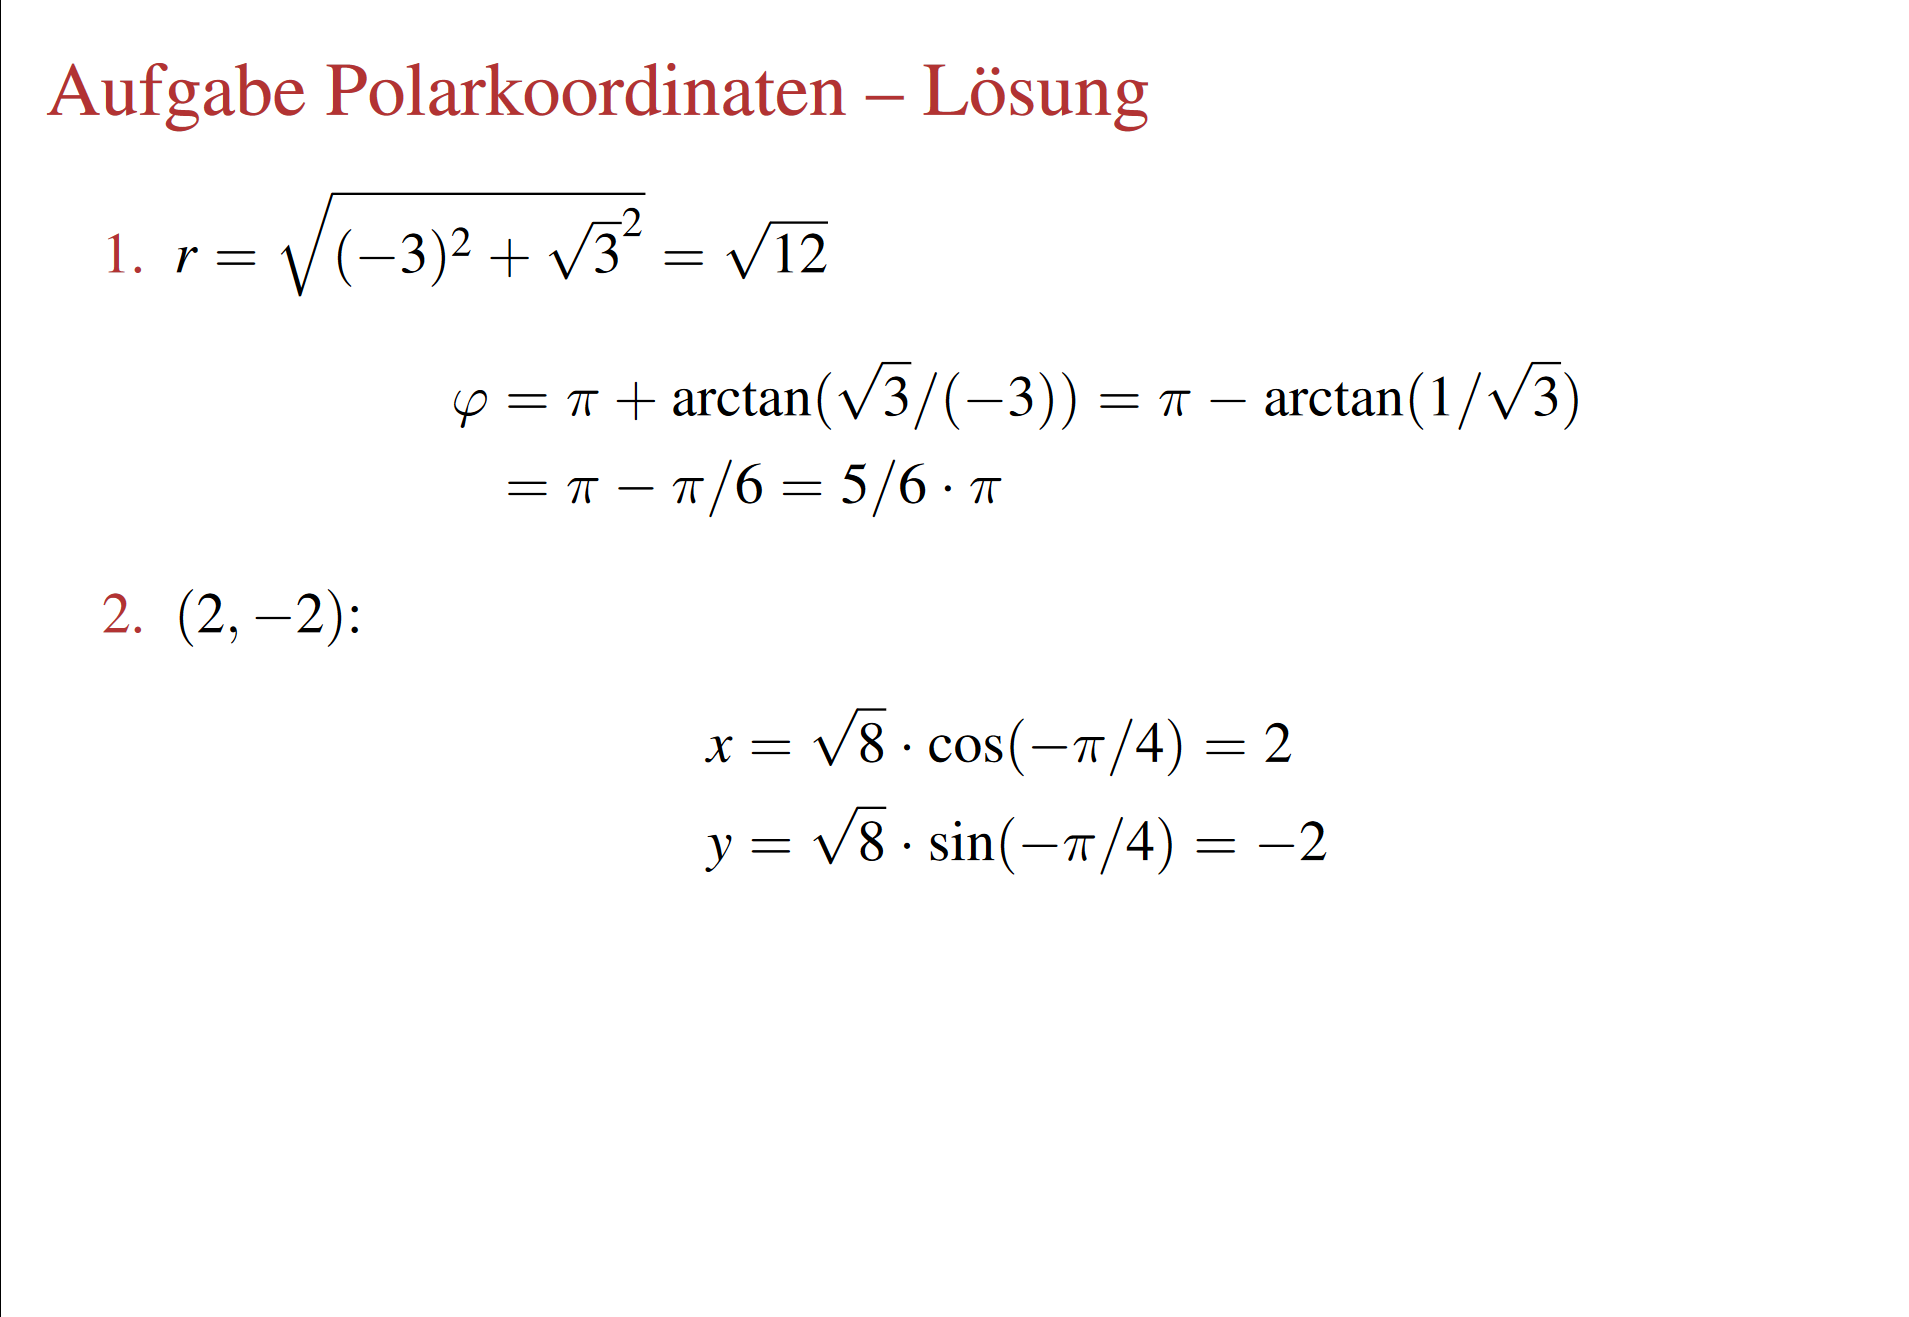 Aufgabe Polarkoordinaten – Lösung
1. r = √((−3)² + √3²) = √12
φ = π + arctan(√3/(−3)) = π − arctan(1/√3)
= π − π/6 = 5/6 · π
2. (2, −2):
x = √8 · cos(−π/4) = 2
y = √8 · sin(−π/4) = −2